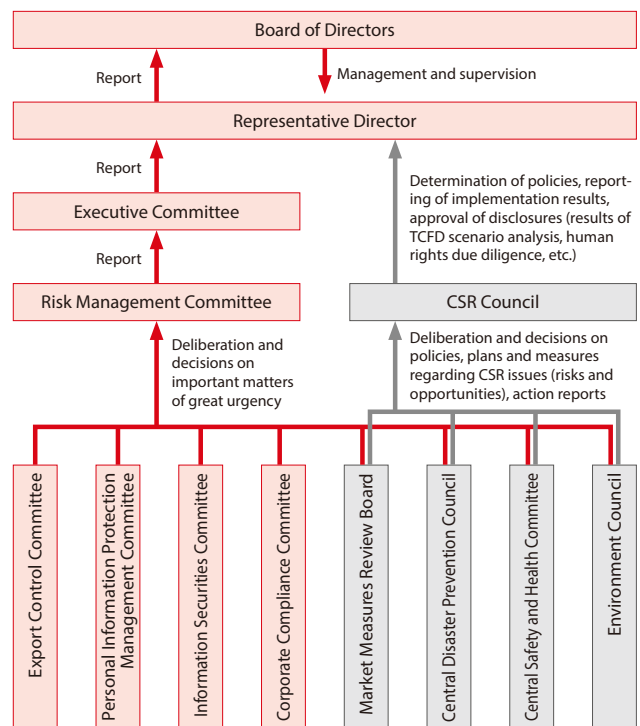 Board of Directors
Report
Management and supervision
Representative Director
Report
Determination of policies, report-
ing of implementation results,
approval of disclosures (results of
TCFD scenario analysis, human
rights due diligence, etc.)
Executive Committee
Report
Risk Management Committee
CSR Council
Deliberation and
decisions on
important matters
of great urgency
Deliberation and decisions on
policies, plans and measures
regarding CSR issues (risks and
opportunities), action reports
Export Control Committee
Personal Information Protection
Management Committee
Information Securities Committee
Corporate Compliance Committee
Market Measures Review Board
Central Disaster Prevention Council
Central Safety and Health Committee
Environment Council